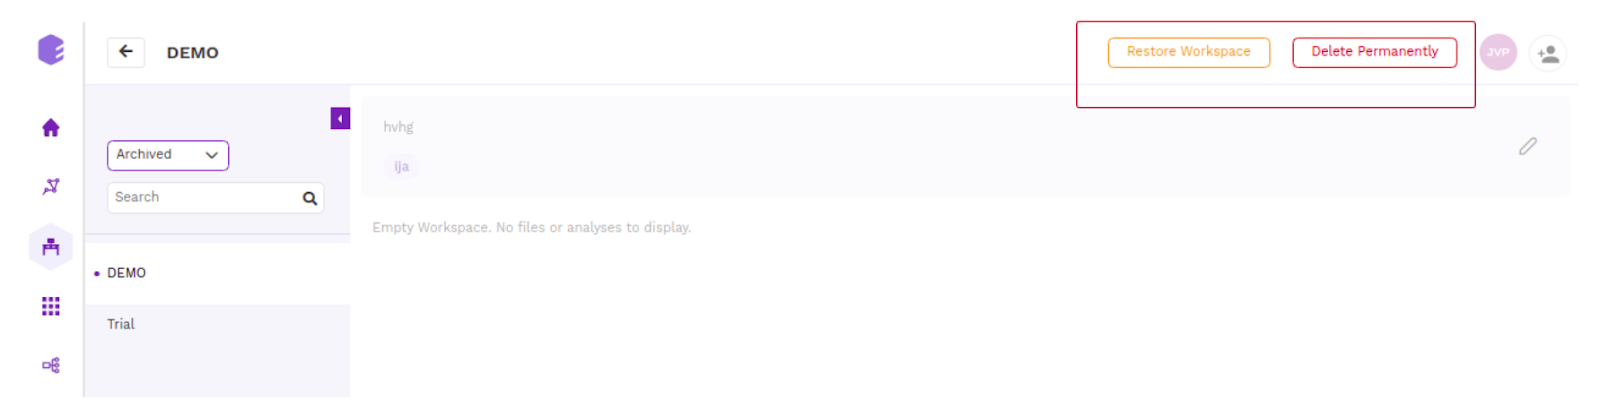 DEMO
Restore Workspace
Delete Permanently
JVP
Archived
Search
DEMO
Trial
hvhg
ija
Empty Workspace. No files or analyses to display.